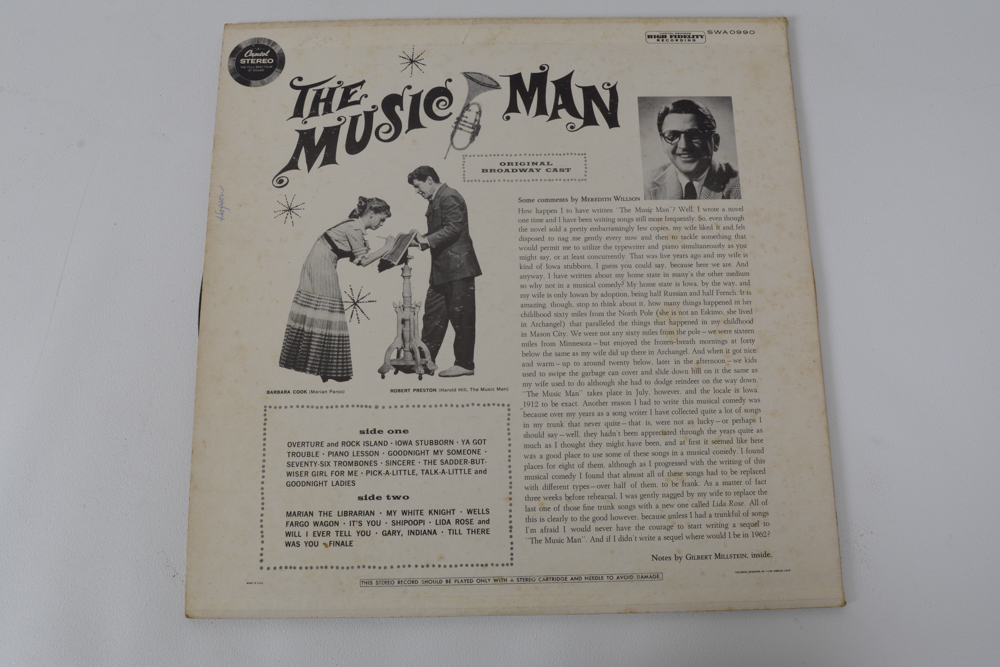 Capitol
STEREO
HIGH FIDELITY
RECORDING
SWAO990
THE
MUSIC MAN
ORIGINAL
BROADWAY CAST
BARBARA COOK (Marian Paroo)
ROBERT PRESTON (Harold Hill, The Music Man)
side one
OVERTURE and ROCK ISLAND · IOWA STUBBORN · YA GOT
TROUBLE · PIANO LESSON · GOODNIGHT MY SOMEONE ·
SEVENTY-SIX TROMBONES · SINCERE · THE SADDER-BUT-
WISER GIRL FOR ME · PICK-A-LITTLE, TALK-A-LITTLE and
GOODNIGHT LADIES
side two
MARIAN THE LIBRARIAN · MY WHITE KNIGHT · WELLS
FARGO WAGON · IT'S YOU · SHIPOOPI · LIDA ROSE and
WILL I EVER TELL YOU · GARY, INDIANA · TILL THERE
WAS YOU · FINALE
Some comments by MEREDITH WILLSON
How happen I to have written "The Music Man"? Well, I wrote a novel
one time and I have been writing songs still more frequently. So, even though
the novel sold a pretty embarrassingly few copies, my wife liked it and felt
disposed to nag me gently every now and then to tackle something that
would permit me to utilize the typewriter and piano simultaneously as you
might say, or at least concurrently. That was five years ago and my wife is
kind of Iowa stubborn, I guess you could say, because here we are. And
anyway, I have written about my home state in many's the other medium
so why not in a musical comedy? My home state is Iowa, by the way, and
my wife is only Iowan by adoption, being half Russian and half French. It is
amazing, though, stop to think about it, how many things happened in her
childhood sixty miles from the North Pole (she is not an Eskimo, she lived
in Archangel) that paralleled the things that happened in my childhood
in Mason City. We were not any sixty miles from the pole – we were sixteen
miles from Minnesota – but enjoyed the frozen-breath mornings at forty
below the same as my wife did up there in Archangel. And when it got nice
and warm – up to around twenty below, later in the afternoon – we kids
used to swipe the garbage can cover and slide down hill on it the same as
my wife used to do although she had to dodge reindeer on the way down.
"The Music Man" takes place in July, however, and the locale is Iowa,
1912 to be exact. Another reason I had to write this musical comedy was
because over my years as a song writer I have collected quite a lot of songs
in my trunk that never quite – that is, were not as lucky – or perhaps I
should say – well, they hadn't been appreciated through the years quite as
much as I thought they might have been, and at first it seemed like here
was a good place to use some of these songs in a musical comedy. I found
places for eight of them, although as I progressed with the writing of this
musical comedy I found that almost all of these songs had to be replaced
with different types – over half of them, to be frank. As a matter of fact
three weeks before rehearsal, I was gently nagged by my wife to replace the
last one of those fine trunk songs with a new one called Lida Rose. All of
this is clearly to the good however, because unless I had a trunkful of songs
I'm afraid I would never have the courage to start writing a sequel to
"The Music Man". And if I didn't write a sequel where would I be in 1962?
Notes by GILBERT MILLSTEIN, inside.
THIS STEREO RECORD SHOULD BE PLAYED ONLY WITH A STEREO CARTRIDGE AND NEEDLE TO AVOID DAMAGE.